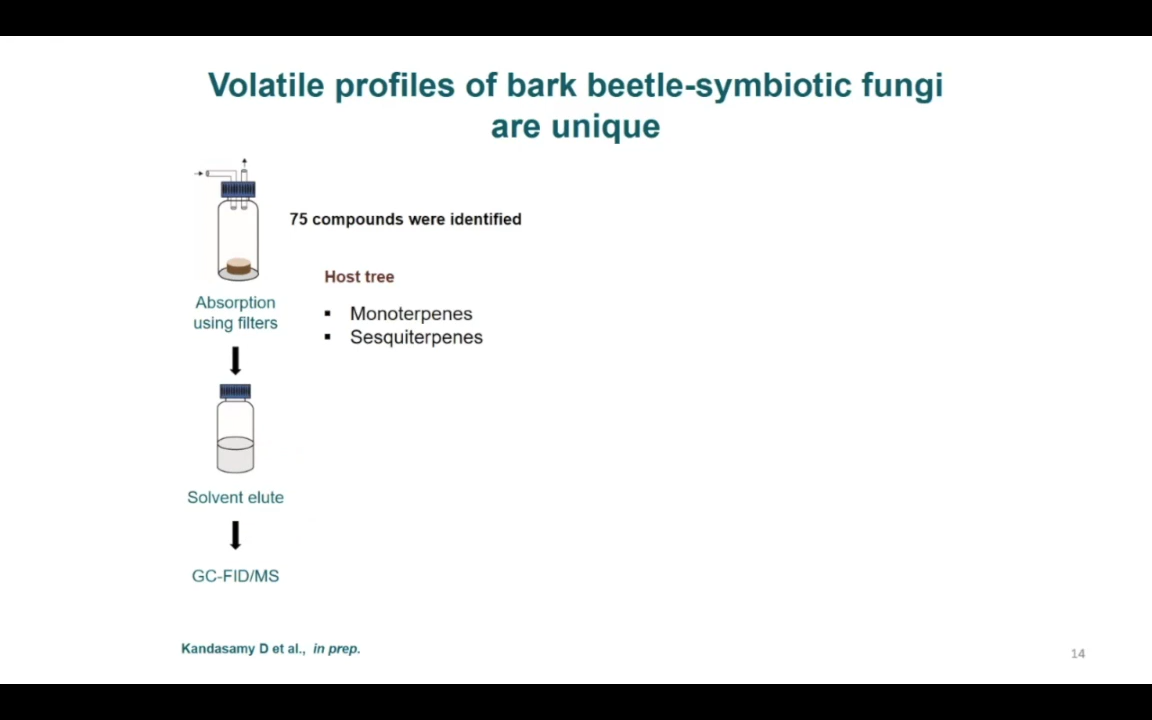 Volatile profiles of bark beetle-symbiotic fungi
are unique
75 compounds were identified
Host tree
▪ Monoterpenes
▪ Sesquiterpenes
Absorption
using filters
Solvent elute
GC-FID/MS
Kandasamy D et al., in prep.
14